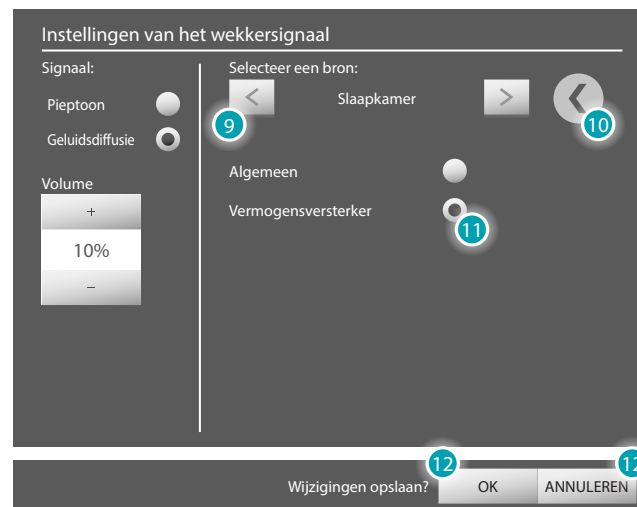 Instellingen van het wekkersignaal
Signaal:
Pieptoon
Geluidsdiffusie
Volume
+
10%
–
Selecteer een bron:
< Slaapkamer >
9
10
Algemeen
Vermogensversterker
11
12
12
Wijzigingen opslaan? OK ANNULEREN